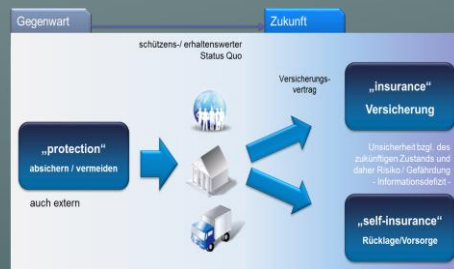 Gegenwart
Zukunft
schützens-/ erhaltenswerter
Status Quo
Versicherungs-
vertrag
„insurance“
Versicherung
„protection“
absichern / vermeiden
auch extern
Unsicherheit bzgl. des
zukünftigen Zustands und
daher Risiko / Gefährdung
- Informationsdefizit -
„self-insurance“
Rücklage/Vorsorge